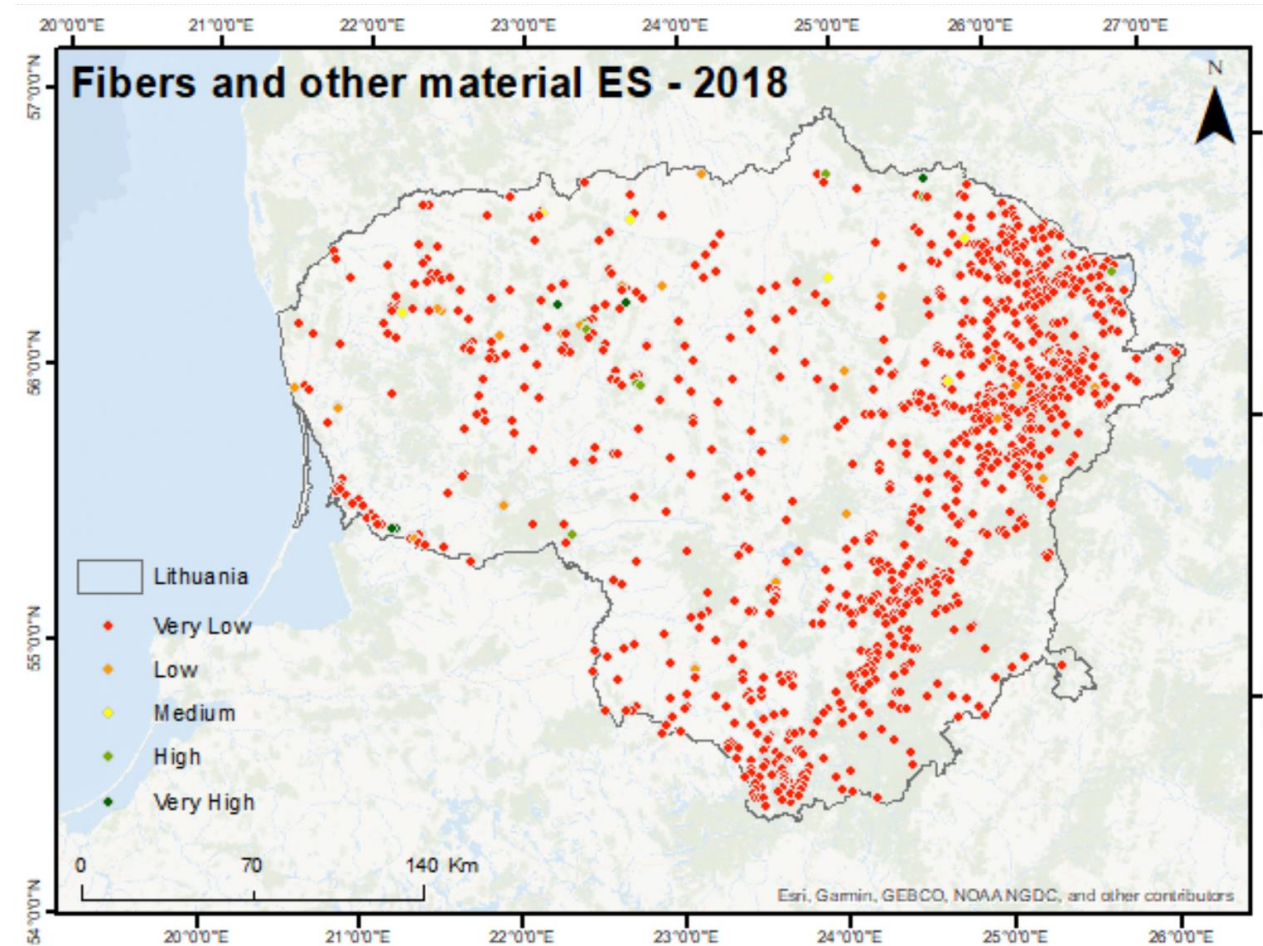 20°0'0"E 21°0'0"E 22°0'0"E 23°0'0"E 24°0'0"E 25°0'0"E 26°0'0"E 27°0'0"E
Fibers and other material ES - 2018
N
57°0'0"N
56°0'0"N
55°0'0"N
54°0'0"N
Lithuania
Very Low
Low
Medium
High
Very High
0 70 140 Km
Esri, Garmin, GEBCO, NOAA NGDC, and other contributors
20°0'0"E 21°0'0"E 22°0'0"E 23°0'0"E 24°0'0"E 25°0'0"E 26°0'0"E